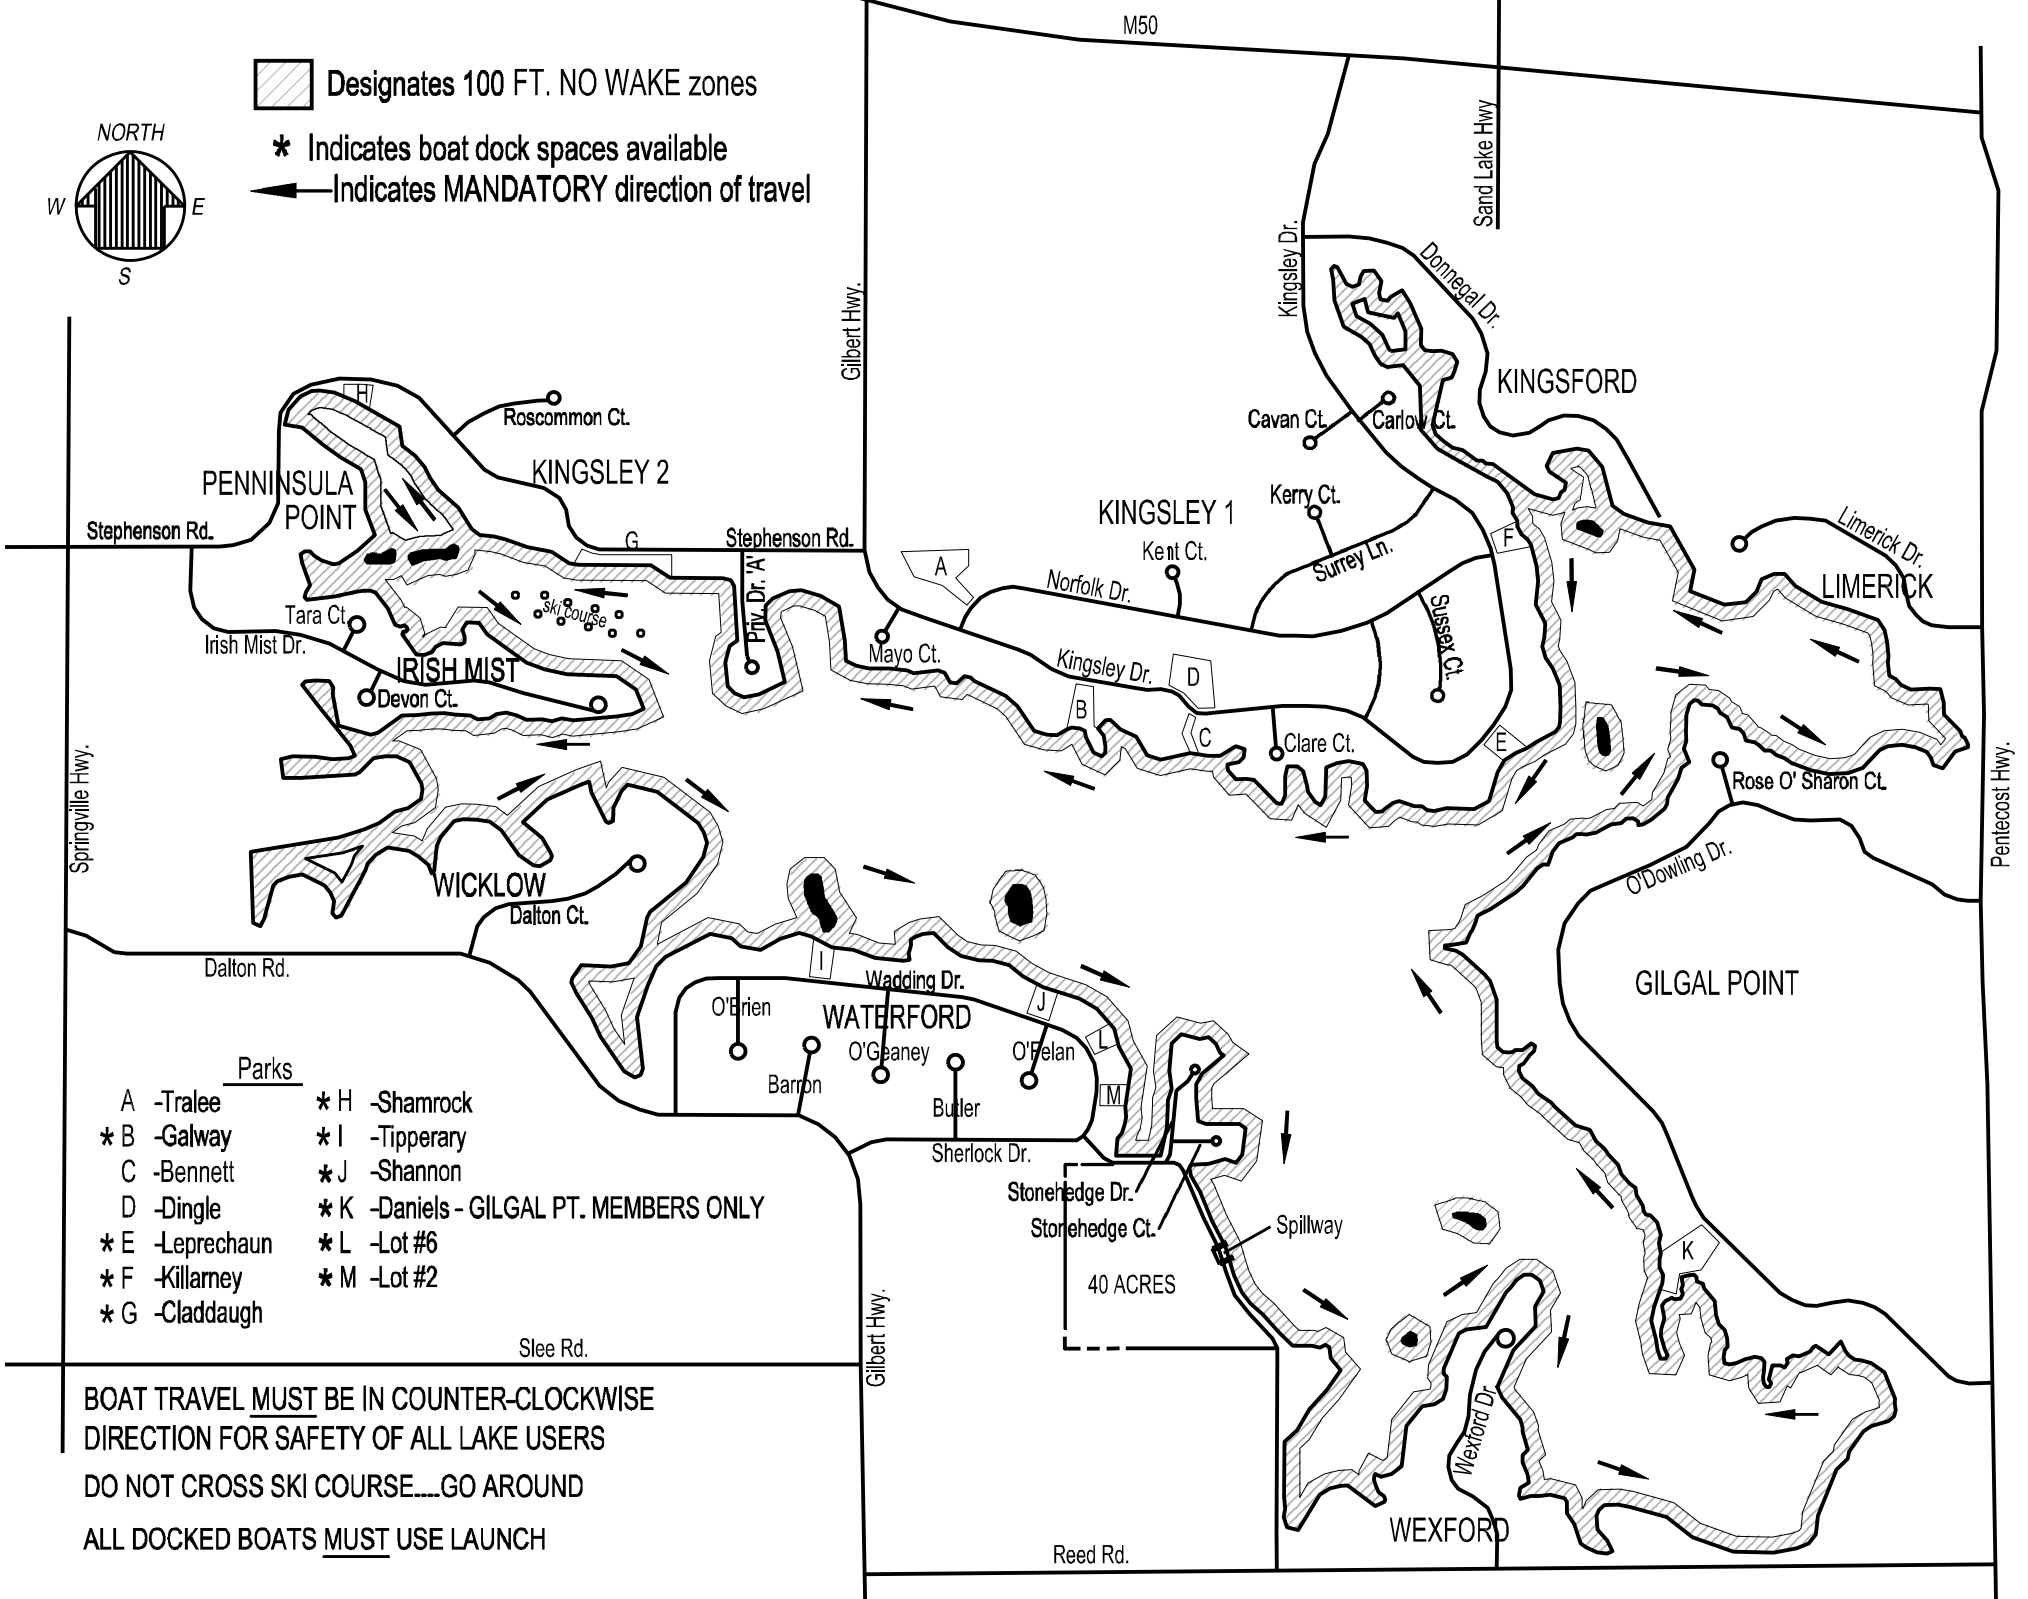 M50
Designates 100 FT. NO WAKE zones
* Indicates boat dock spaces available
Indicates MANDATORY direction of travel
NORTH
W
E
S
Sand Lake Hwy
Kingsley Dr.
Donnegal Dr.
Gilbert Hwy.
KINGSFORD
H
Roscommon Ct.
Cavan Ct.
Carlow Ct.
KINGSLEY 2
PENNINSULA
POINT
Kerry Ct.
KINGSLEY 1
Stephenson Rd.
G
Stephenson Rd.
F
Limerick Dr.
Kent Ct.
Surrey Ln.
A
Norfolk Dr.
LIMERICK
Tara Ct.
ski course
Priv. Dr. 'A'
Sussex Ct.
Irish Mist Dr.
Mayo Ct.
IRISH MIST
Kingsley Dr.
D
Devon Ct.
B
C
Clare Ct.
E
Springville Hwy.
Rose O' Sharon Ct.
Pentecost Hwy.
O'Dowling Dr.
WICKLOW
Dalton Ct.
Dalton Rd.
I
Wadding Dr.
GILGAL POINT
O'Brien
WATERFORD
J
O'Geaney
O'Felan
L
Barron
Butler
M
Sherlock Dr.
Stonehedge Dr.
Stonehedge Ct.
Spillway
K
40 ACRES
Parks
A -Tralee
* B -Galway
C -Bennett
D -Dingle
* E -Leprechaun
* F -Killarney
* G -Claddaugh
* H -Shamrock
* I -Tipperary
* J -Shannon
* K -Daniels - GILGAL PT. MEMBERS ONLY
* L -Lot #6
* M -Lot #2
Slee Rd.
Gilbert Hwy.
Wexford Dr
BOAT TRAVEL MUST BE IN COUNTER-CLOCKWISE
DIRECTION FOR SAFETY OF ALL LAKE USERS
DO NOT CROSS SKI COURSE....GO AROUND
ALL DOCKED BOATS MUST USE LAUNCH
WEXFORD
Reed Rd.